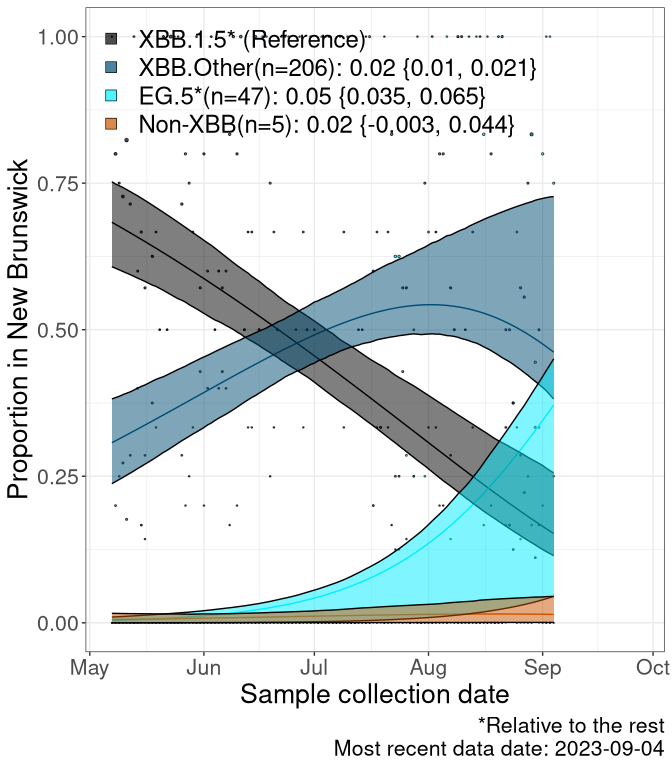 1.00
XBB.1.5* (Reference)
XBB.Other(n=206): 0.02 {0.01, 0.021}
EG.5*(n=47): 0.05 {0.035, 0.065}
Non-XBB(n=5): 0.02 {-0,003, 0.044}
0.75
0.50
0.25
0.00
Proportion in New Brunswick
May Jun Jul Aug Sep Oct
Sample collection date
*Relative to the rest
Most recent data date: 2023-09-04